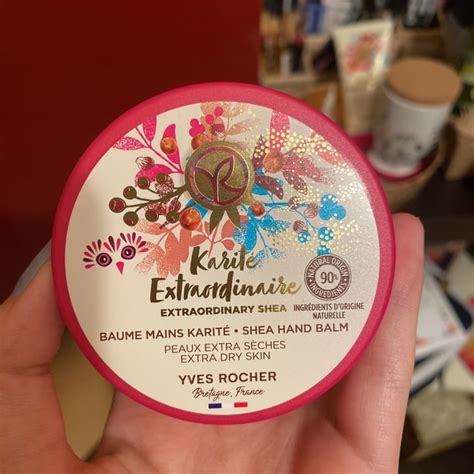 Karité
Extraordinaire
EXTRAORDINARY SHEA
NATURAL ORIGIN
90%
INGREDIENTS
INGRÉDIENTS D'ORIGINE
NATURELLE
BAUME MAINS KARITÉ • SHEA HAND BALM
PEAUX EXTRA SÈCHES
EXTRA DRY SKIN
YVES ROCHER
Bretagne, France